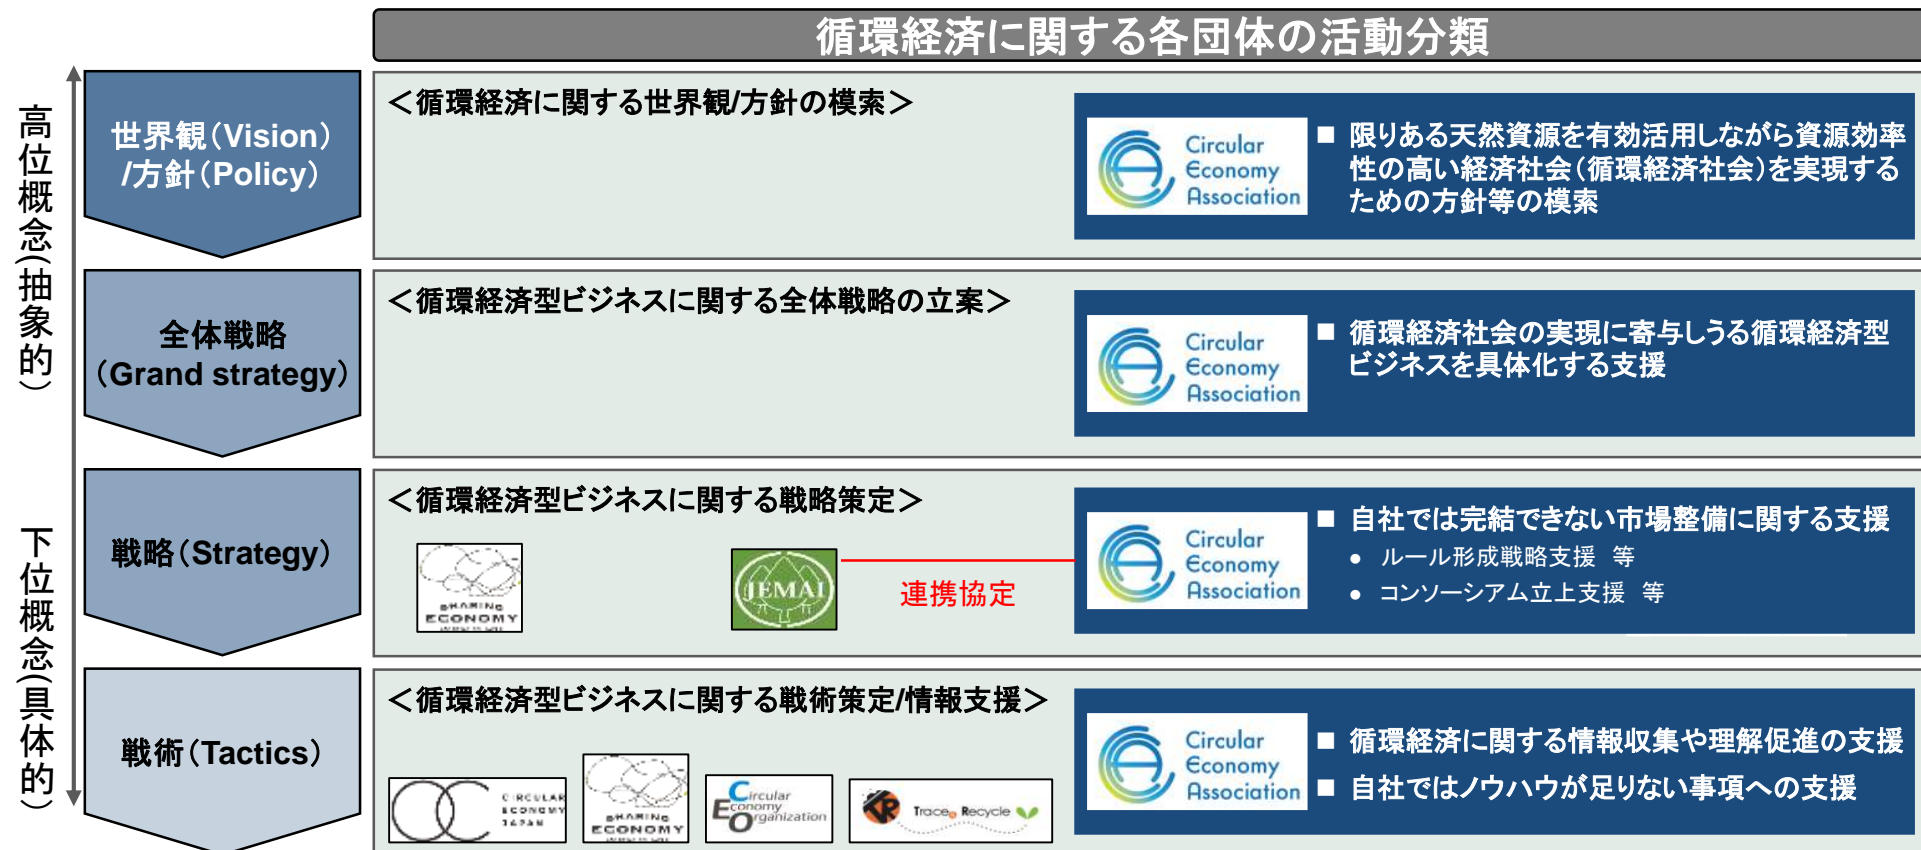 循環経済に関する各団体の活動分類
高位概念(抽象的)
下位概念(具体的)
世界観(Vision)
/方針(Policy)
<循環経済に関する世界観/方針の模索>
Circular
Economy
Association
■ 限りある天然資源を有効活用しながら資源効率
性の高い経済社会(循環経済社会)を実現する
ための方針等の模索
全体戦略
(Grand strategy)
<循環経済型ビジネスに関する全体戦略の立案>
Circular
Economy
Association
■ 循環経済社会の実現に寄与しうる循環経済型
ビジネスを具体化する支援
戦略(Strategy)
<循環経済型ビジネスに関する戦略策定>
SHARING
ECONOMY
JEMAI
連携協定
Circular
Economy
Association
■ 自社では完結できない市場整備に関する支援
● ルール形成戦略支援 等
● コンソーシアム立上支援 等
戦術(Tactics)
<循環経済型ビジネスに関する戦術策定/情報支援>
CIRCULAR
ECONOMY
JAPAN
SHARING
ECONOMY
Circular
Economy
Organization
Trace Recycle
Circular
Economy
Association
■ 循環経済に関する情報収集や理解促進の支援
■ 自社ではノウハウが足りない事項への支援